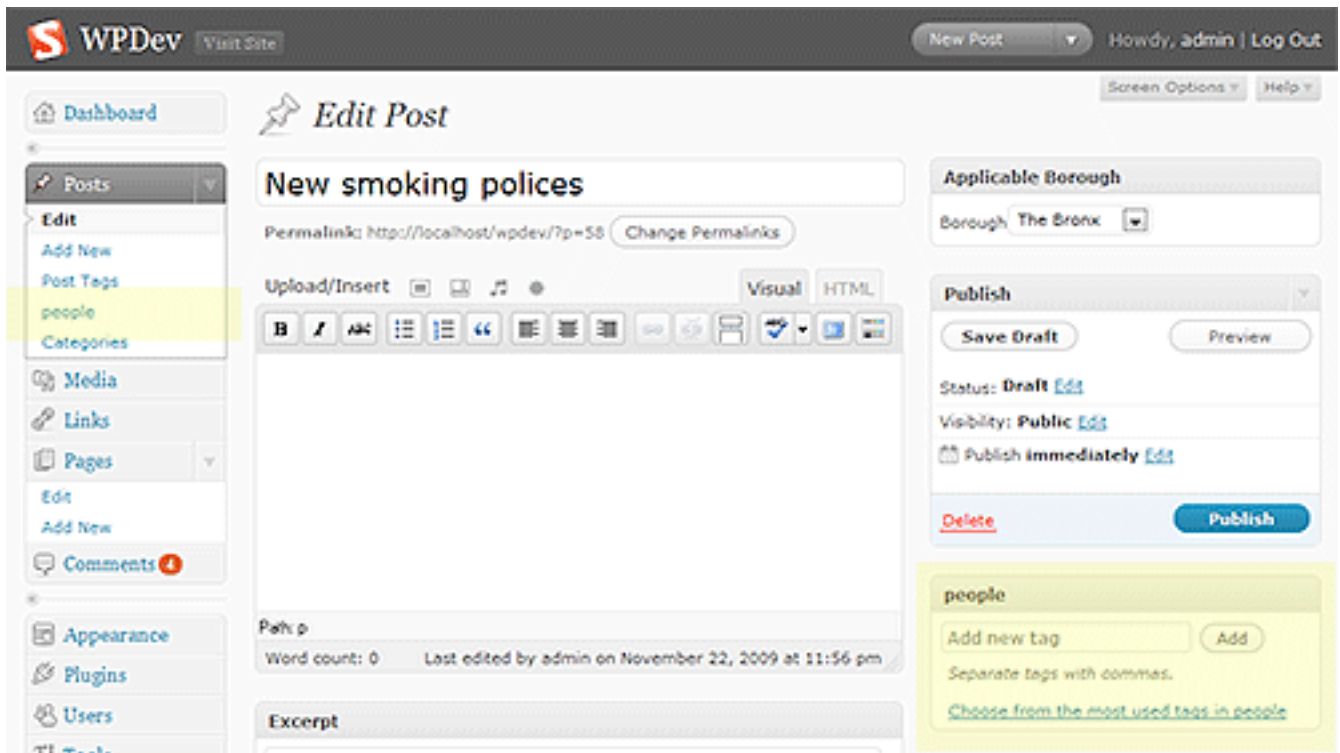 WPDev Visit Site New Post Howdy, admin | Log Out
Screen Options Help
Dashboard
Posts
Edit
Add New
Post Tags
people
Categories
Media
Links
Pages
Edit
Add New
Comments 4
Appearance
Plugins
Users
Tools
Edit Post
New smoking polices
Permalink: http://localhost/wpdev/?p=58 Change Permalinks
Upload/Insert Visual HTML
B I ABC
Path: p
Word count: 0 Last edited by admin on November 22, 2009 at 11:56 pm
Excerpt
Applicable Borough
Borough The Bronx
Publish
Save Draft Preview
Status: Draft Edit
Visibility: Public Edit
Publish immediately Edit
Delete Publish
people
Add new tag Add
Separate tags with commas.
Choose from the most used tags in people